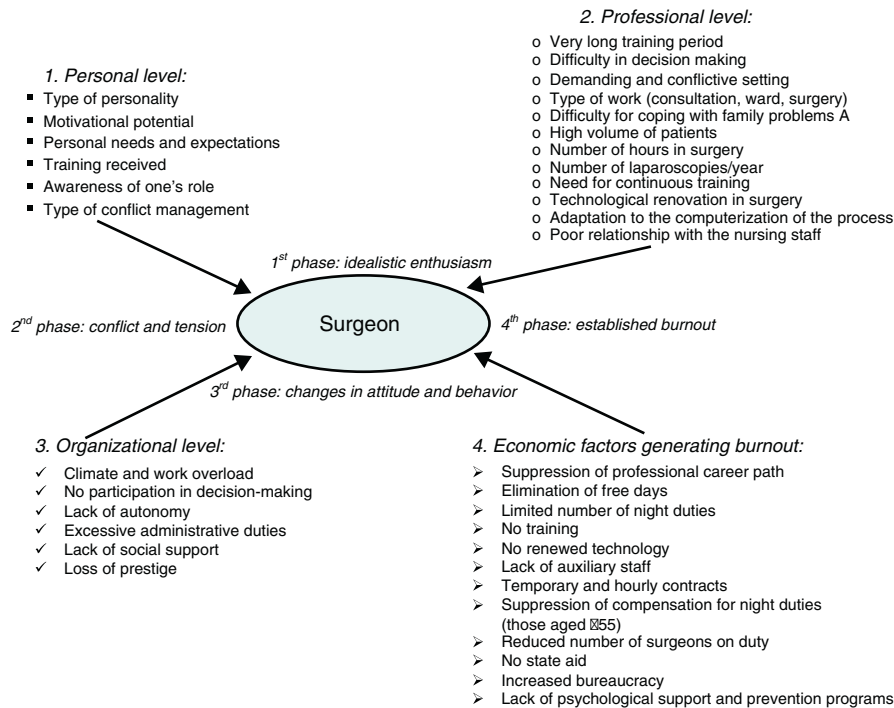 1. Personal level:
Type of personality
Motivational potential
Personal needs and expectations
Training received
Awareness of one's role
Type of conflict management
2. Professional level:
o Very long training period
o Difficulty in decision making
o Demanding and conflictive setting
o Type of work (consultation, ward, surgery)
o Difficulty for coping with family problems A
o High volume of patients
o Number of hours in surgery
o Number of laparoscopies/year
o Need for continuous training
o Technological renovation in surgery
o Adaptation to the computerization of the process
o Poor relationship with the nursing staff
1st phase: idealistic enthusiasm
2nd phase: conflict and tension
Surgeon
4th phase: established burnout
3rd phase: changes in attitude and behavior
3. Organizational level:
✓ Climate and work overload
✓ No participation in decision-making
✓ Lack of autonomy
✓ Excessive administrative duties
✓ Lack of social support
✓ Loss of prestige
4. Economic factors generating burnout:
Suppression of professional career path
Elimination of free days
Limited number of night duties
No training
No renewed technology
Lack of auxiliary staff
Temporary and hourly contracts
Suppression of compensation for night duties
(those aged 55)
Reduced number of surgeons on duty
No state aid
Increased bureaucracy
Lack of psychological support and prevention programs